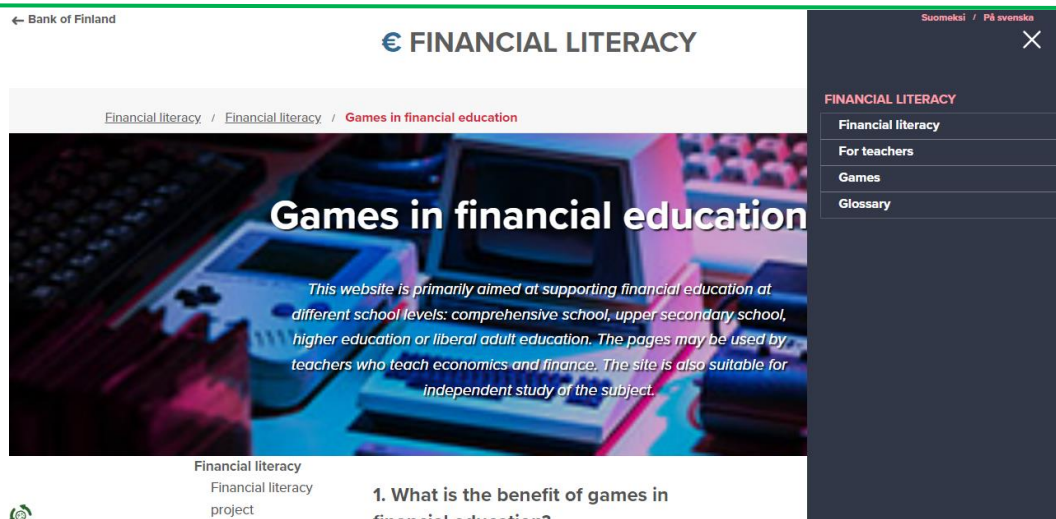 ← Bank of Finland
Suomeksi / På svenska
€ FINANCIAL LITERACY
Financial literacy / Financial literacy / Games in financial education
FINANCIAL LITERACY
Financial literacy
For teachers
Games
Glossary
Games in financial education
This website is primarily aimed at supporting financial education at
different school levels: comprehensive school, upper secondary school,
higher education or liberal adult education. The pages may be used by
teachers who teach economics and finance. The site is also suitable for
independent study of the subject.
Financial literacy
Financial literacy
project
1. What is the benefit of games in
financial education?